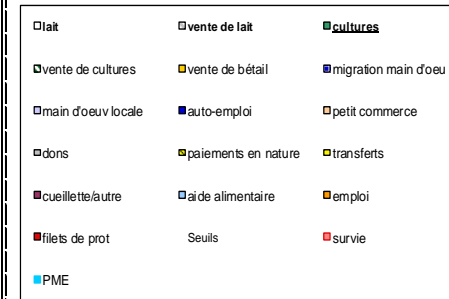 lait vente de lait cultures
vente de cultures vente de bétail migration main d'oeu
main d'oeuv locale auto-emploi petit commerce
dons paiements en nature transferts
cueillette/autre aide alimentaire emploi
filets de prot Seuils survie
PME